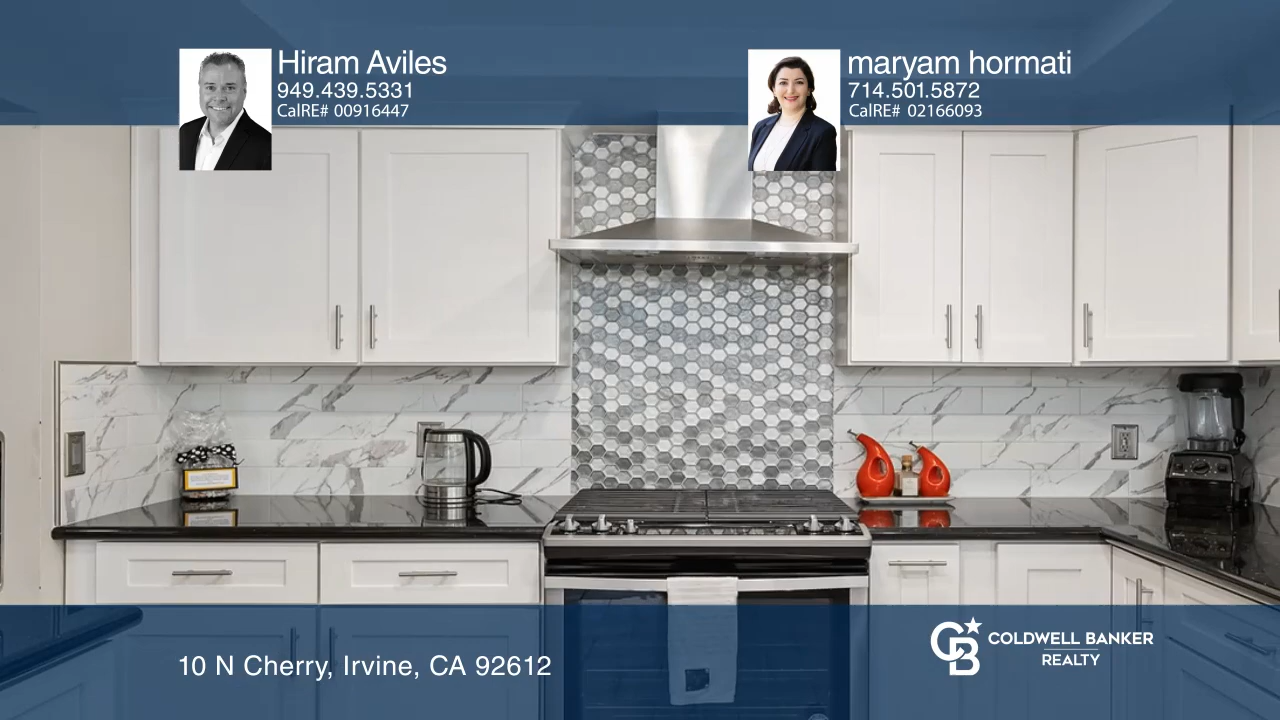 Hiram Aviles
949.439.5331
CalRE# 00916447
maryam hormati
714.501.5872
CalRE# 02166093
10 N Cherry, Irvine, CA 92612
CB
COLDWELL BANKER
REALTY